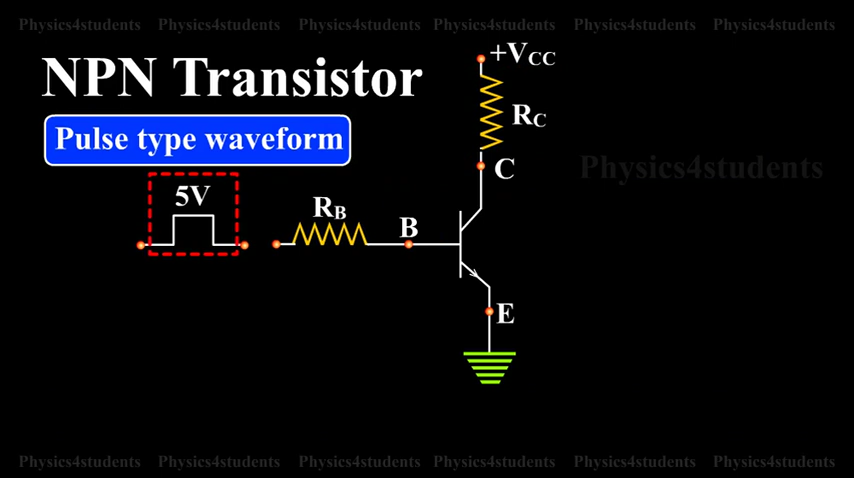 Physics4students Physics4students Physics4students Physics4students Physics4students Physics4students
+VCC
NPN Transistor
RC
Pulse type waveform
Physics4students
C
5V
RB
B
E
Physics4students Physics4students Physics4students Physics4students Physics4students Physics4students